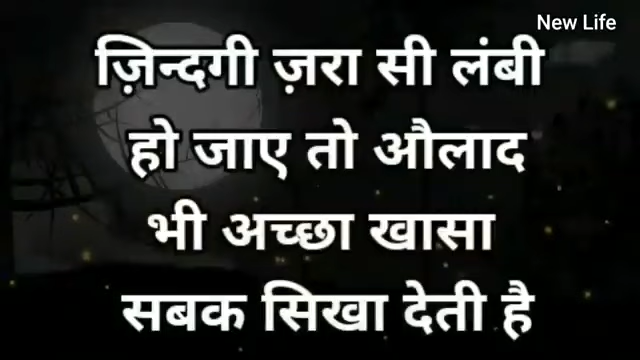 New Life
ज़िन्दगी ज़रा सी लंबी
हो जाए तो औलाद
भी अच्छा खासा
सबक सिखा देती है